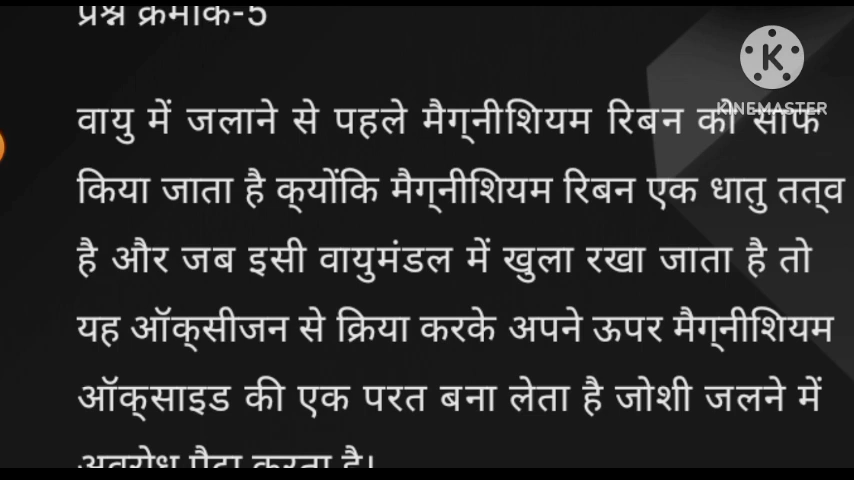 प्रश्न क्रमांक-5
KINEMASTER
वायु में जलाने से पहले मैग्नीशियम रिबन को साफ
किया जाता है क्योंकि मैग्नीशियम रिबन एक धातु तत्व
है और जब इसी वायुमंडल में खुला रखा जाता है तो
यह ऑक्सीजन से क्रिया करके अपने ऊपर मैग्नीशियम
ऑक्साइड की एक परत बना लेता है जोशी जलने में
अवरोध पैदा करता है।